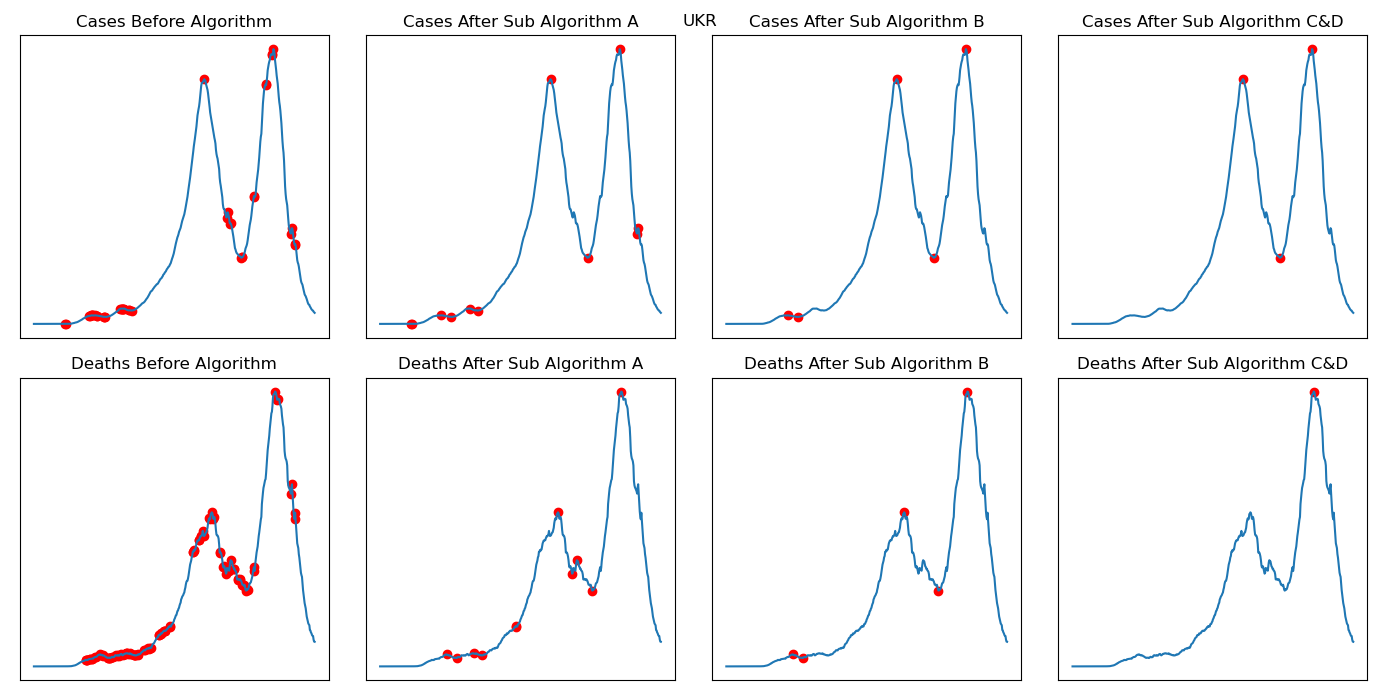 UKR
Cases Before Algorithm
Cases After Sub Algorithm A
Cases After Sub Algorithm B
Cases After Sub Algorithm C&D
Deaths Before Algorithm
Deaths After Sub Algorithm A
Deaths After Sub Algorithm B
Deaths After Sub Algorithm C&D